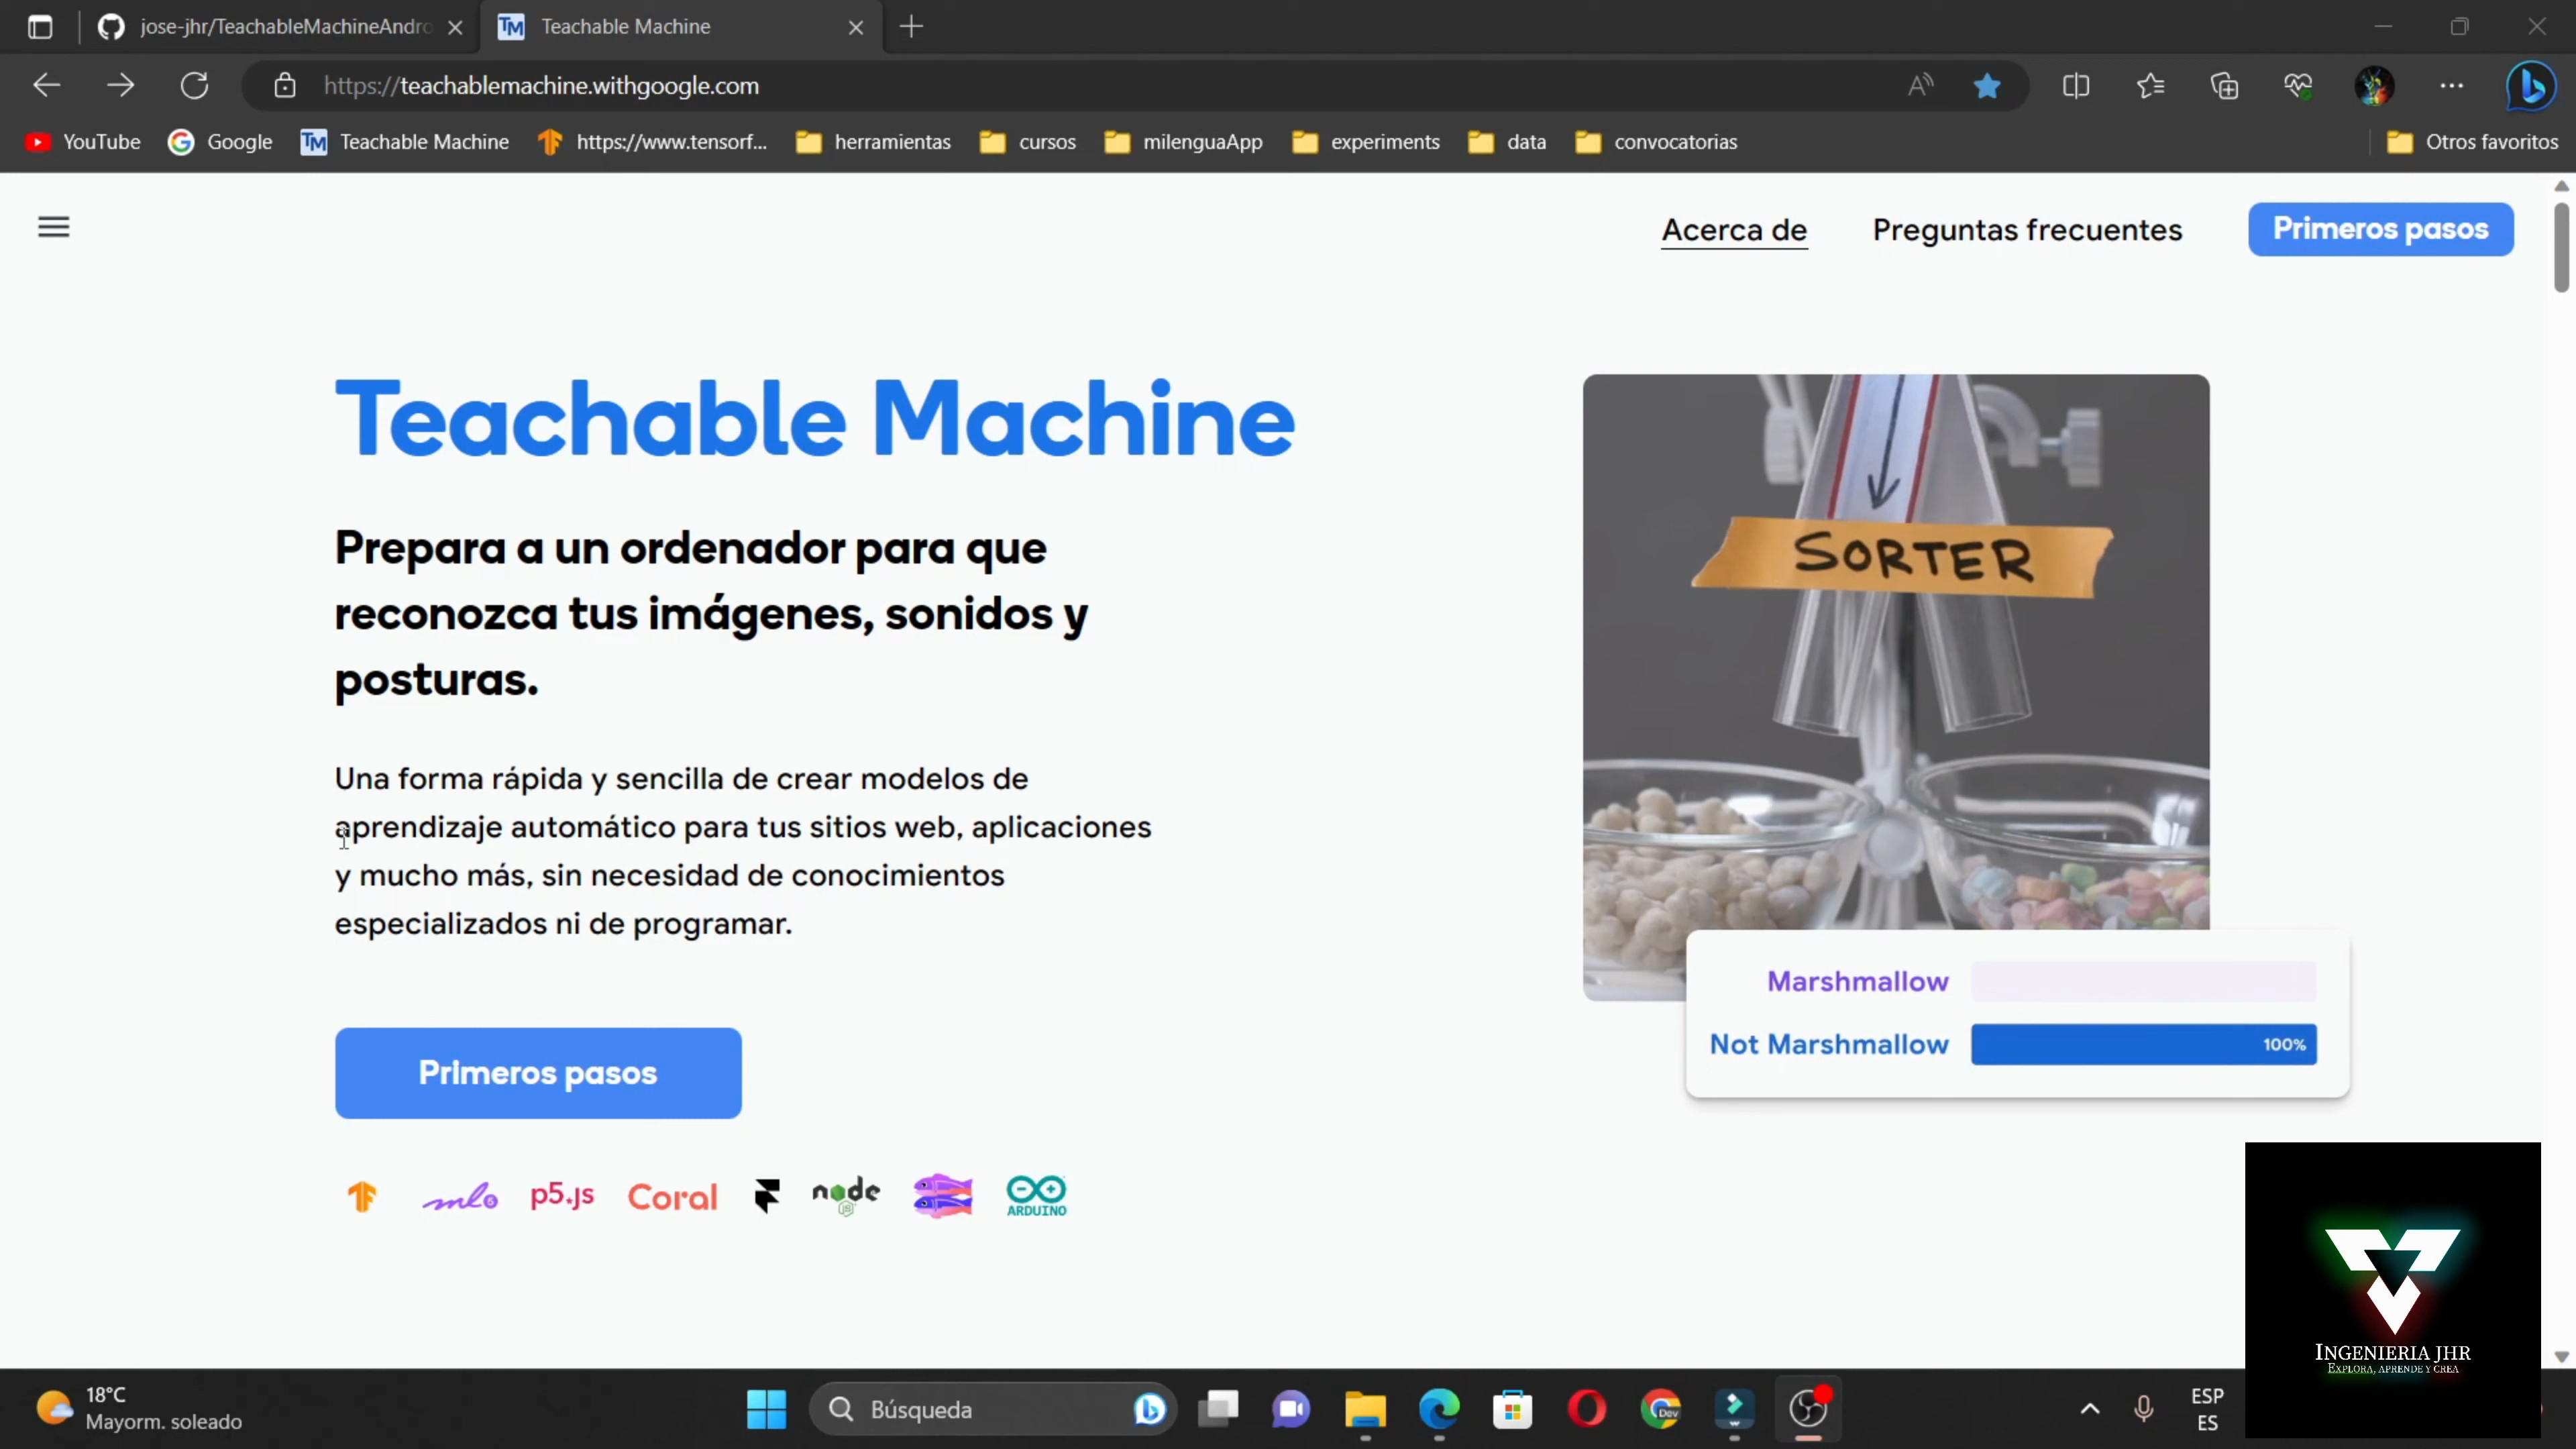 jose-jhr/TeachableMachineAndro
TM Teachable Machine
https://teachablemachine.withgoogle.com
YouTube Google TM Teachable Machine https://www.tensorf... herramientas cursos milenguaApp experiments data convocatorias Otros favoritos
Acerca de Preguntas frecuentes Primeros pasos
Teachable Machine
Prepara a un ordenador para que
reconozca tus imágenes, sonidos y
posturas.
Una forma rápida y sencilla de crear modelos de
aprendizaje automático para tus sitios web, aplicaciones
y mucho más, sin necesidad de conocimientos
especializados ni de programar.
Primeros pasos
SORTER
Marshmallow
Not Marshmallow 100%
ml5 p5.js Coral node ARDUINO
INGENIERIA JHR
EXPLORA, APRENDE Y CREA
18°C
Mayorm. soleado
Búsqueda
Dev
ESP
ES